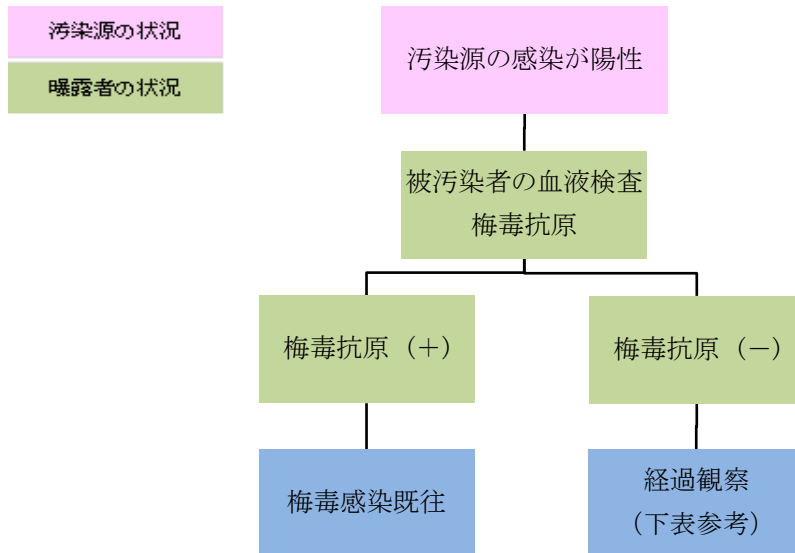 汚染源の状況
曝露者の状況
汚染源の感染が陽性
被汚染者の血液検査
梅毒抗原
梅毒抗原（＋）
梅毒抗原（－）
梅毒感染既往
経過観察
（下表参考）